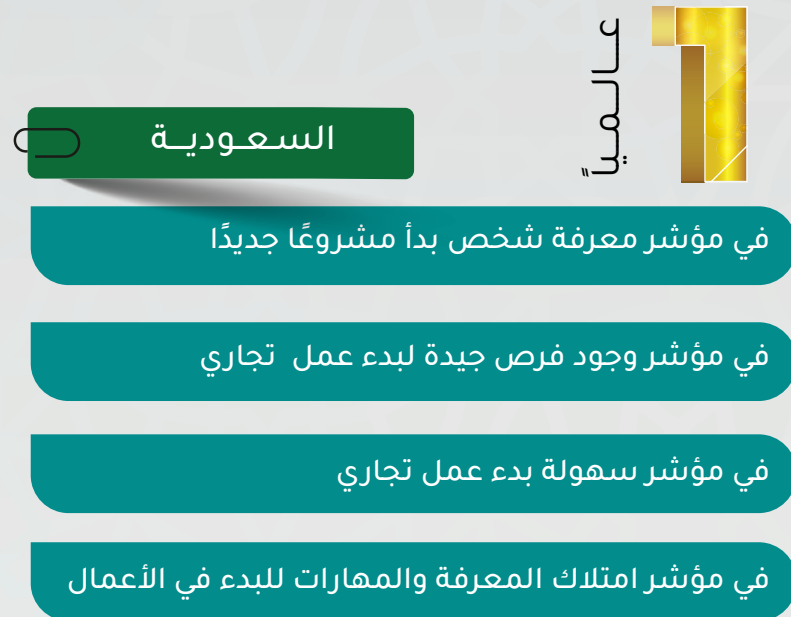 1
عـالـمـيـاً
السـعـوديـة
في مؤشر معرفة شخص بدأ مشروعًا جديدًا
في مؤشر وجود فرص جيدة لبدء عمل تجاري
في مؤشر سهولة بدء عمل تجاري
في مؤشر امتلاك المعرفة والمهارات للبدء في الأعمال